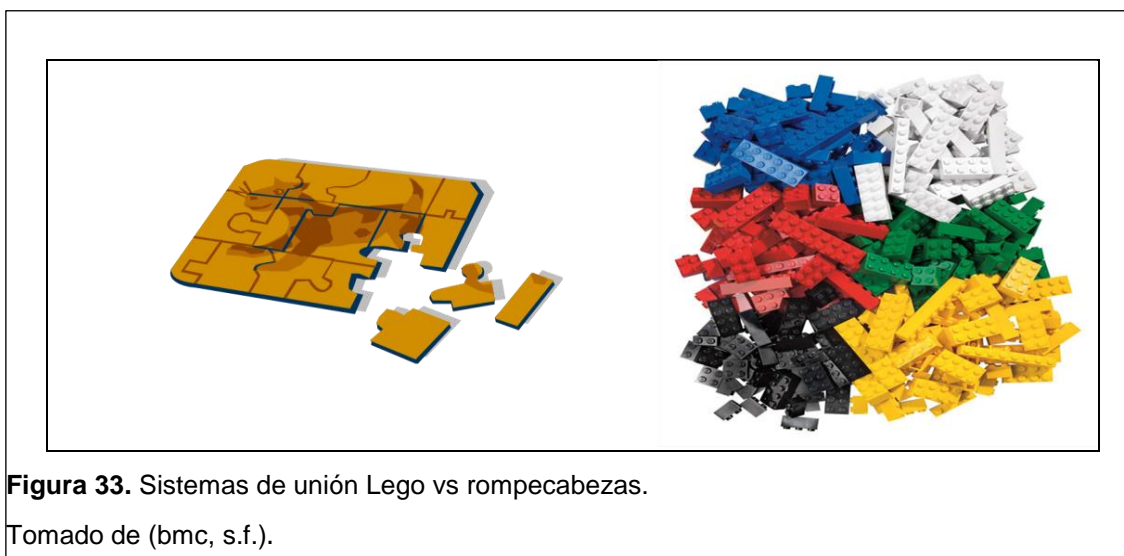 Figura 33. Sistemas de unión Lego vs rompecabezas.
Tomado de (bmc, s.f.).